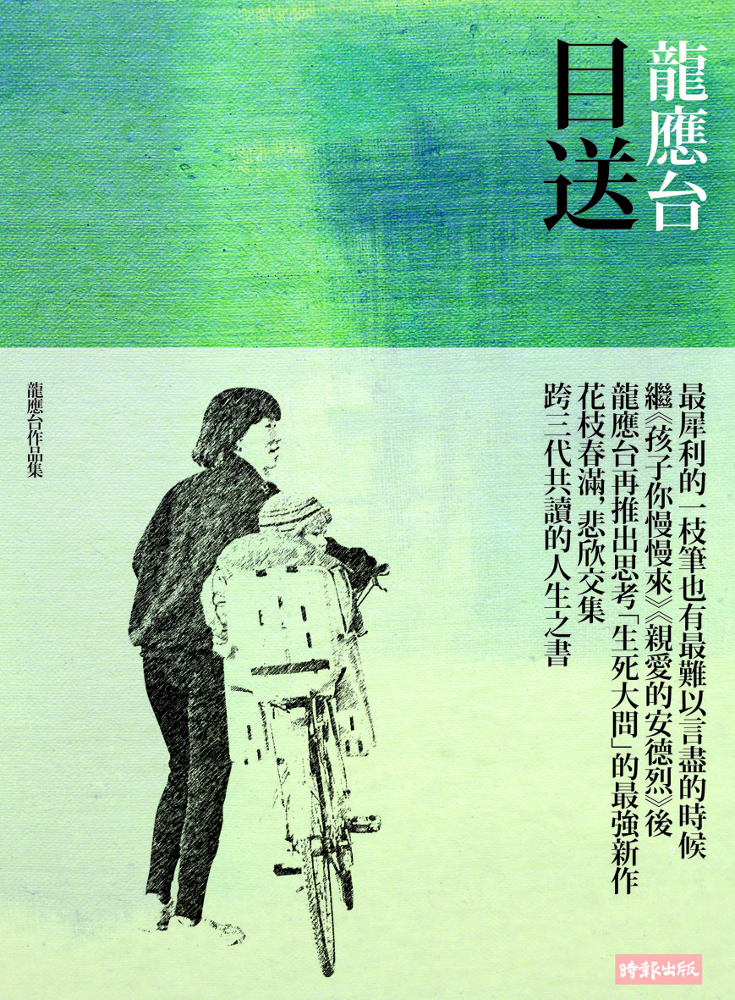 龍應台
目送
最犀利的一枝筆也有最難以言盡的時候
繼《孩子你慢慢來》《親愛的安德烈》後
龍應台再推出思考「生死大問」的最強新作
花枝春滿，悲欣交集
跨三代共讀的人生之書
龍應台作品集
時報出版